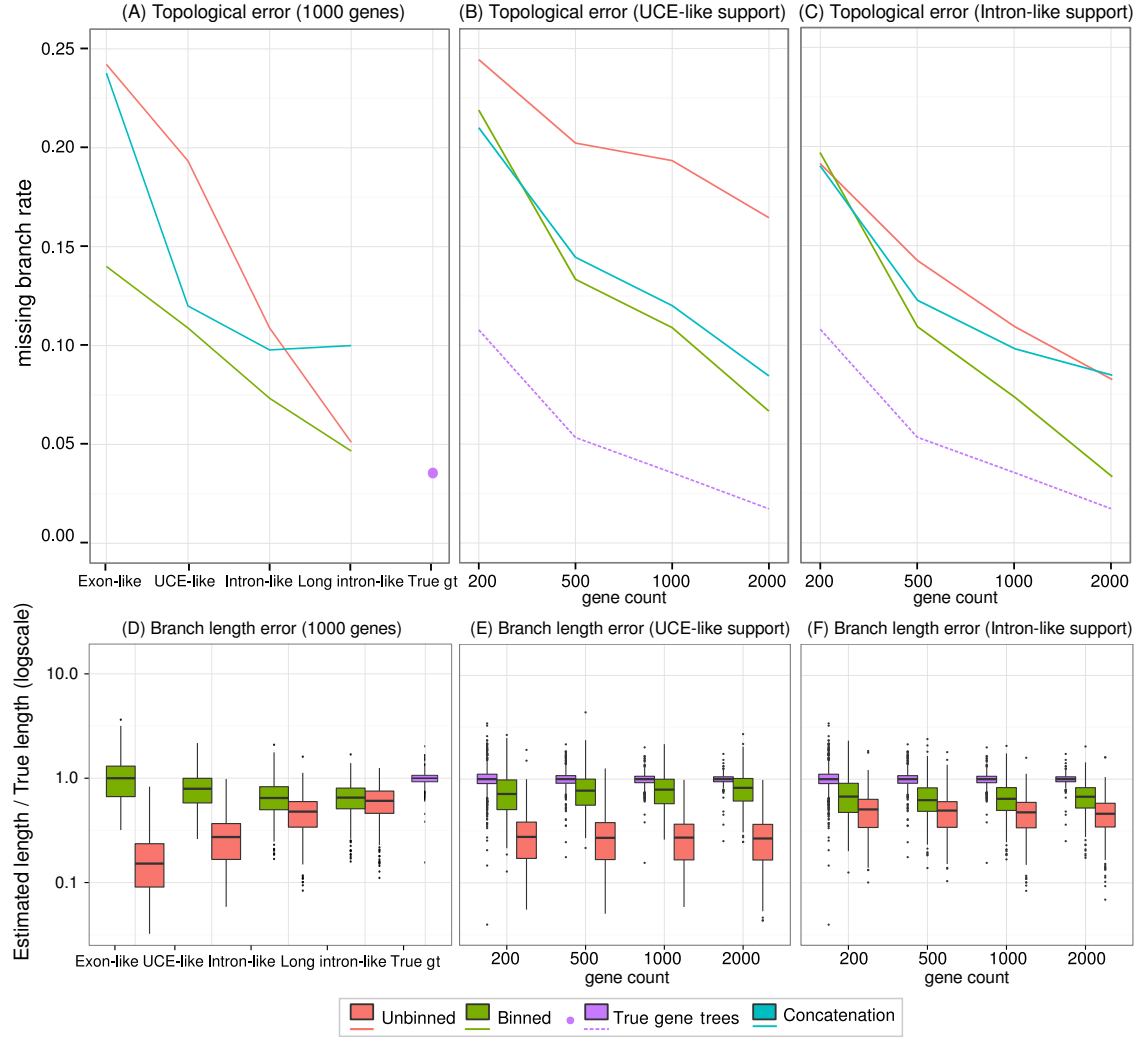 (A) Topological error (1000 genes)
(B) Topological error (UCE-like support)
(C) Topological error (Intron-like support)
missing branch rate
0.25
0.20
0.15
0.10
0.05
0.00
Exon-like UCE-like Intron-like Long intron-like True gt
200 500 1000 2000
gene count
200 500 1000 2000
gene count
(D) Branch length error (1000 genes)
(E) Branch length error (UCE-like support)
(F) Branch length error (Intron-like support)
Estimated length / True length (logscale)
10.0
1.0
0.1
Exon-like UCE-like Intron-like Long intron-like True gt
200 500 1000 2000
gene count
200 500 1000 2000
gene count
Unbinned Binned True gene trees Concatenation